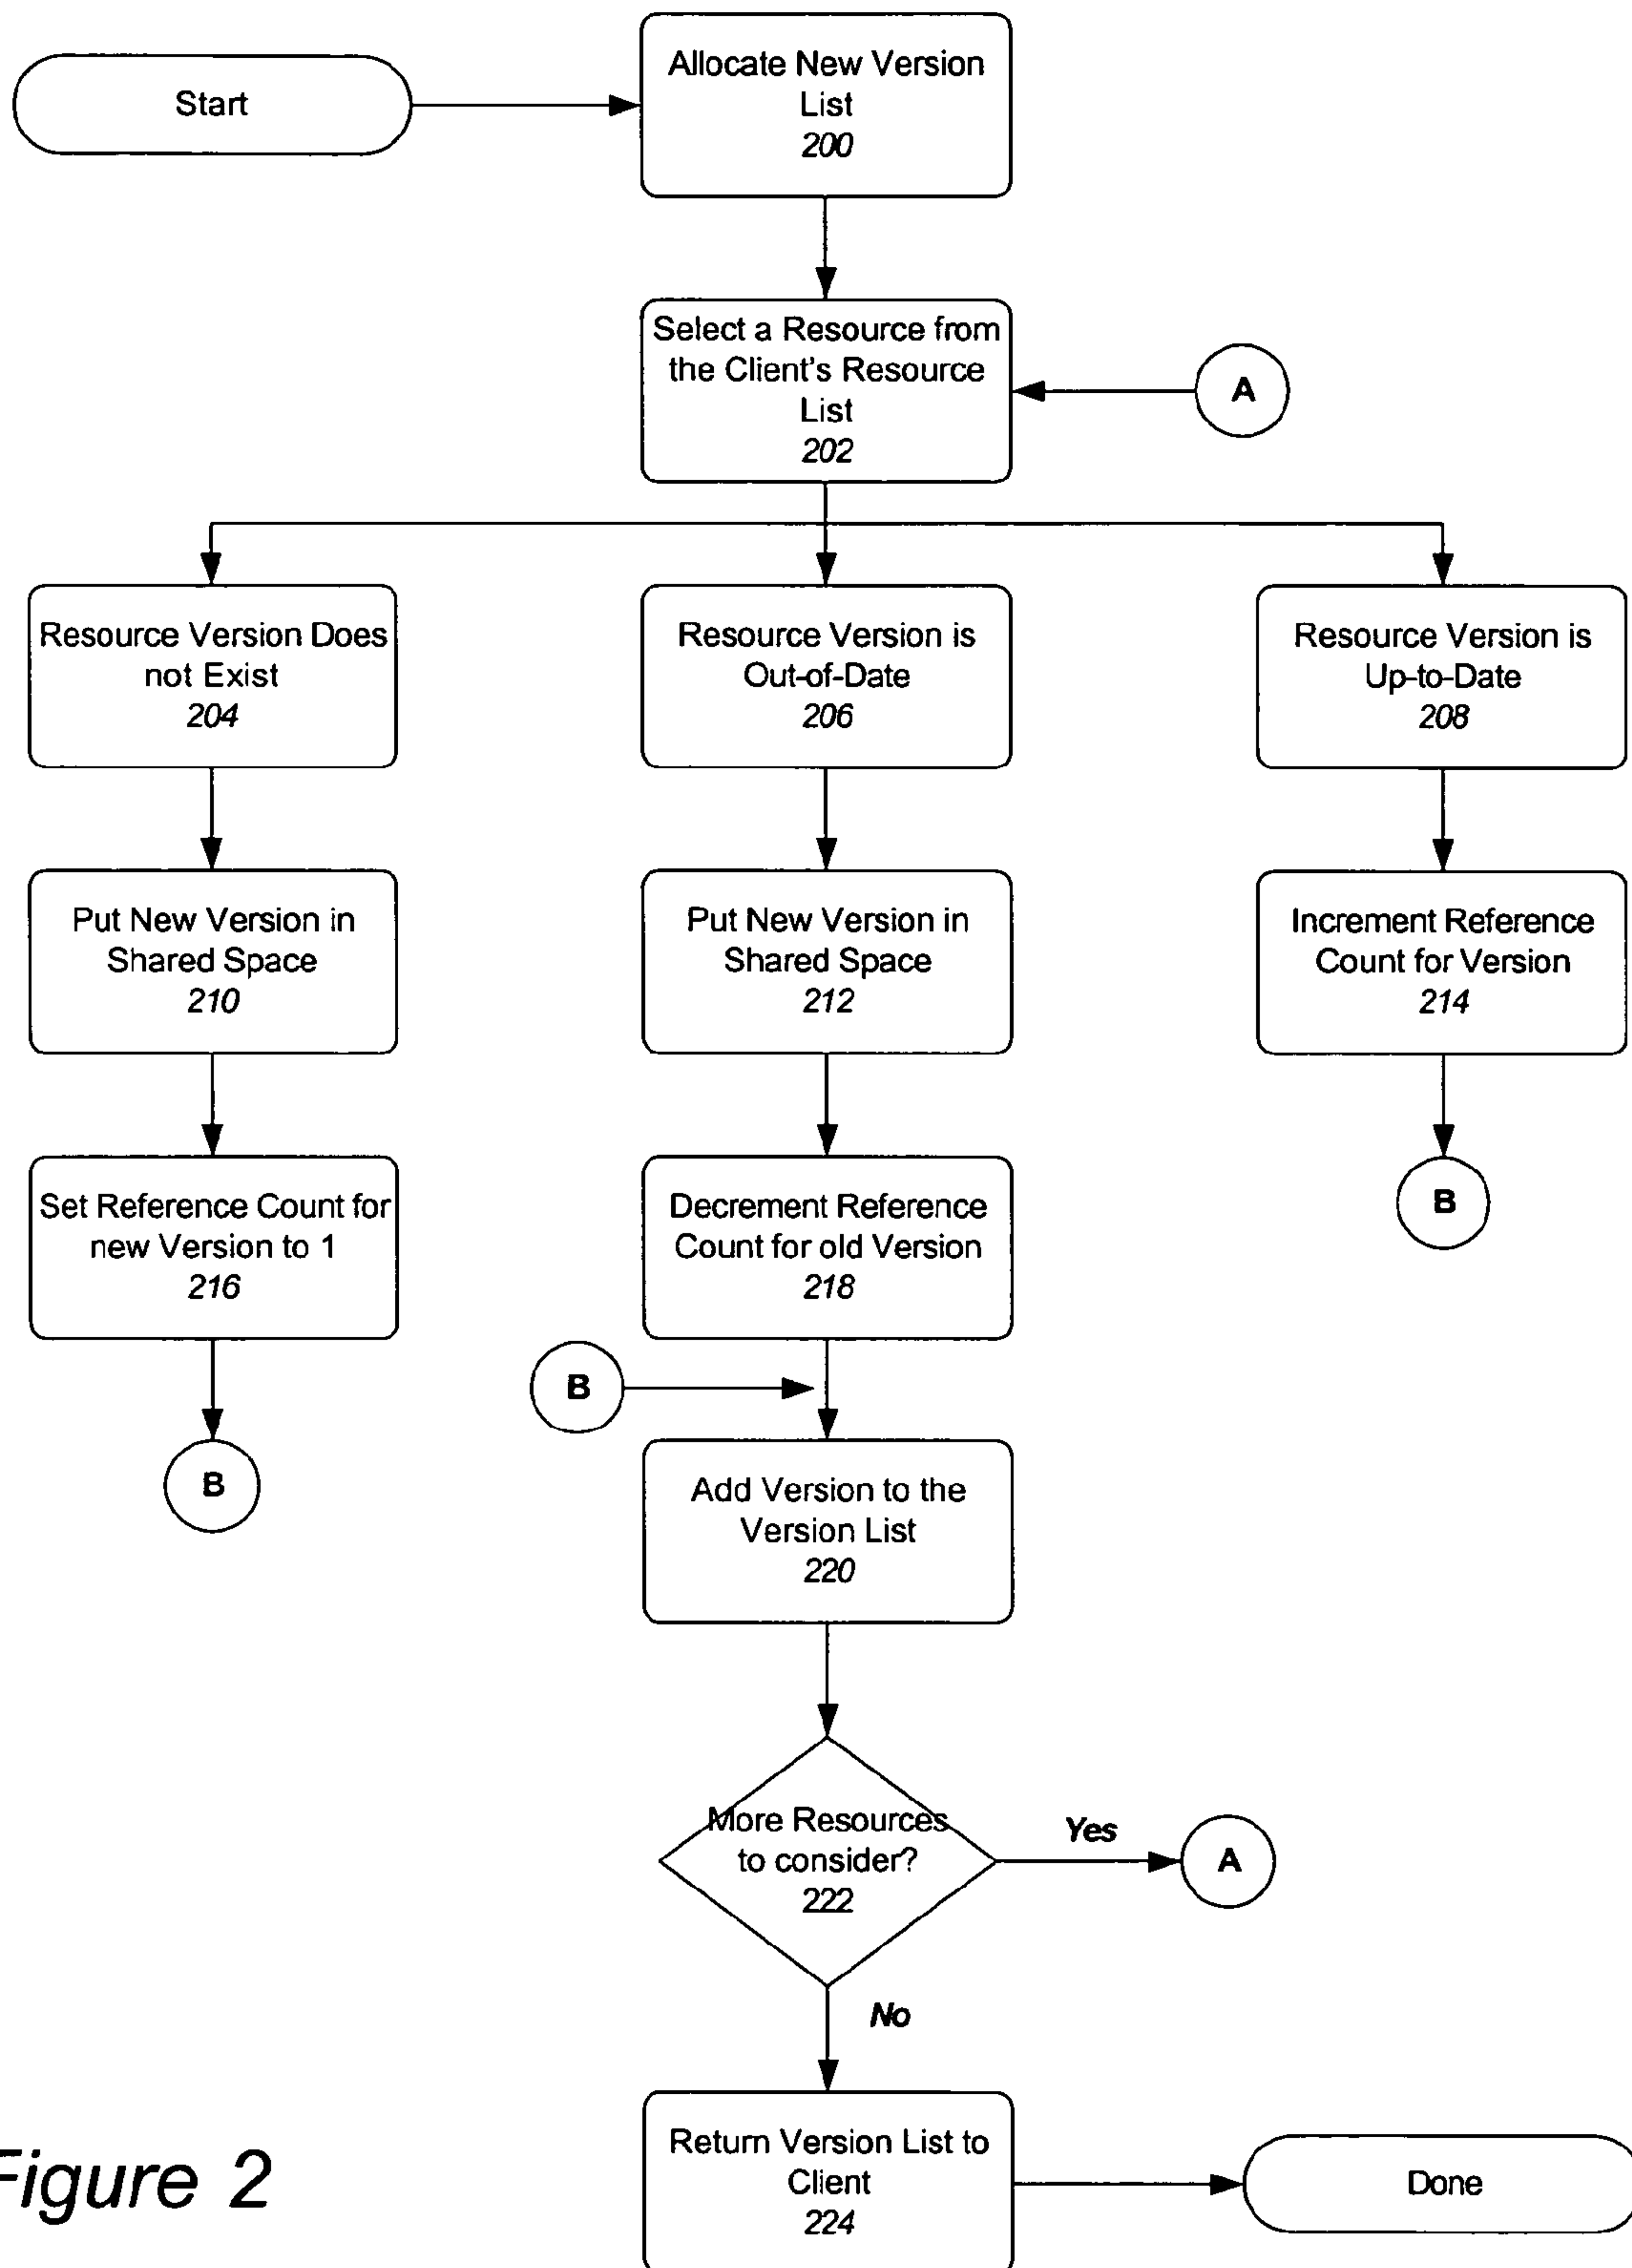 Start
Allocate New Version
List
200
Select a Resource from
the Client's Resource
List
202
A
Resource Version Does
not Exist
204
Resource Version is
Out-of-Date
206
Resource Version is
Up-to-Date
208
Put New Version in
Shared Space
210
Put New Version in
Shared Space
212
Increment Reference
Count for Version
214
Set Reference Count for
new Version to 1
216
Decrement Reference
Count for old Version
218
B
B
B
Add Version to the
Version List
220
More Resources
to consider?
222
Yes
A
No
Return Version List to
Client
224
Done
Figure 2